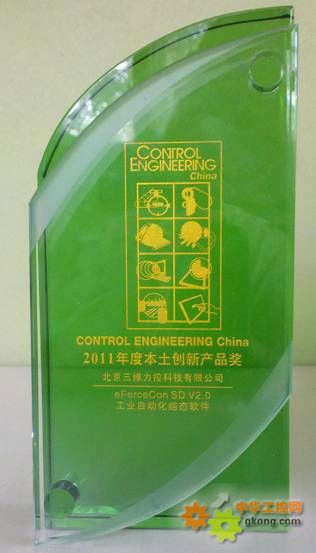 CONTROL
ENGINEERING
China
CONTROL ENGINEERING China
2011年度本土创新产品奖
北京三维力控科技有限公司
eForceCon SD V2.0
工业自动化组态软件
中华工控网
gkong.com